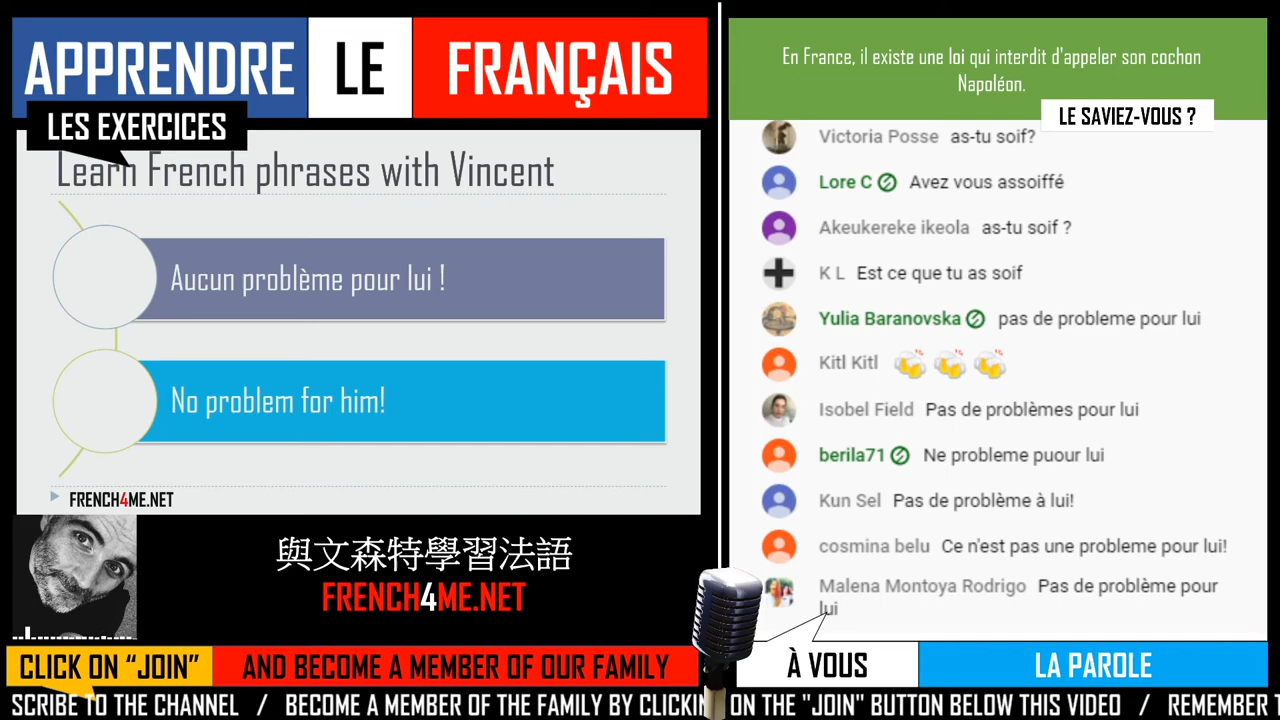 APPRENDRE LE FRANÇAIS
LES EXERCICES
Learn French phrases with Vincent
Aucun problème pour lui !
No problem for him!
FRENCH4ME.NET
與文森特學習法語
FRENCH4ME.NET
CLICK ON “JOIN” AND BECOME A MEMBER OF OUR FAMILY
En France, il existe une loi qui interdit d'appeler son cochon
Napoléon.
LE SAVIEZ-VOUS ?
Victoria Posse as-tu soif?
Lore C Avez vous assoiffé
Akeukereke ikeola as-tu soif ?
K L Est ce que tu as soif
Yulia Baranovska pas de probleme pour lui
Kitl Kitl
Isobel Field Pas de problèmes pour lui
berila71 Ne probleme puour lui
Kun Sel Pas de problème à lui!
cosmina belu Ce n'est pas une probleme pour lui!
Malena Montoya Rodrigo Pas de problème pour
lui
À VOUS LA PAROLE
SCRIBE TO THE CHANNEL / BECOME A MEMBER OF THE FAMILY BY CLICKIN ON THE "JOIN" BUTTON BELOW THIS VIDEO / REMEMBER T